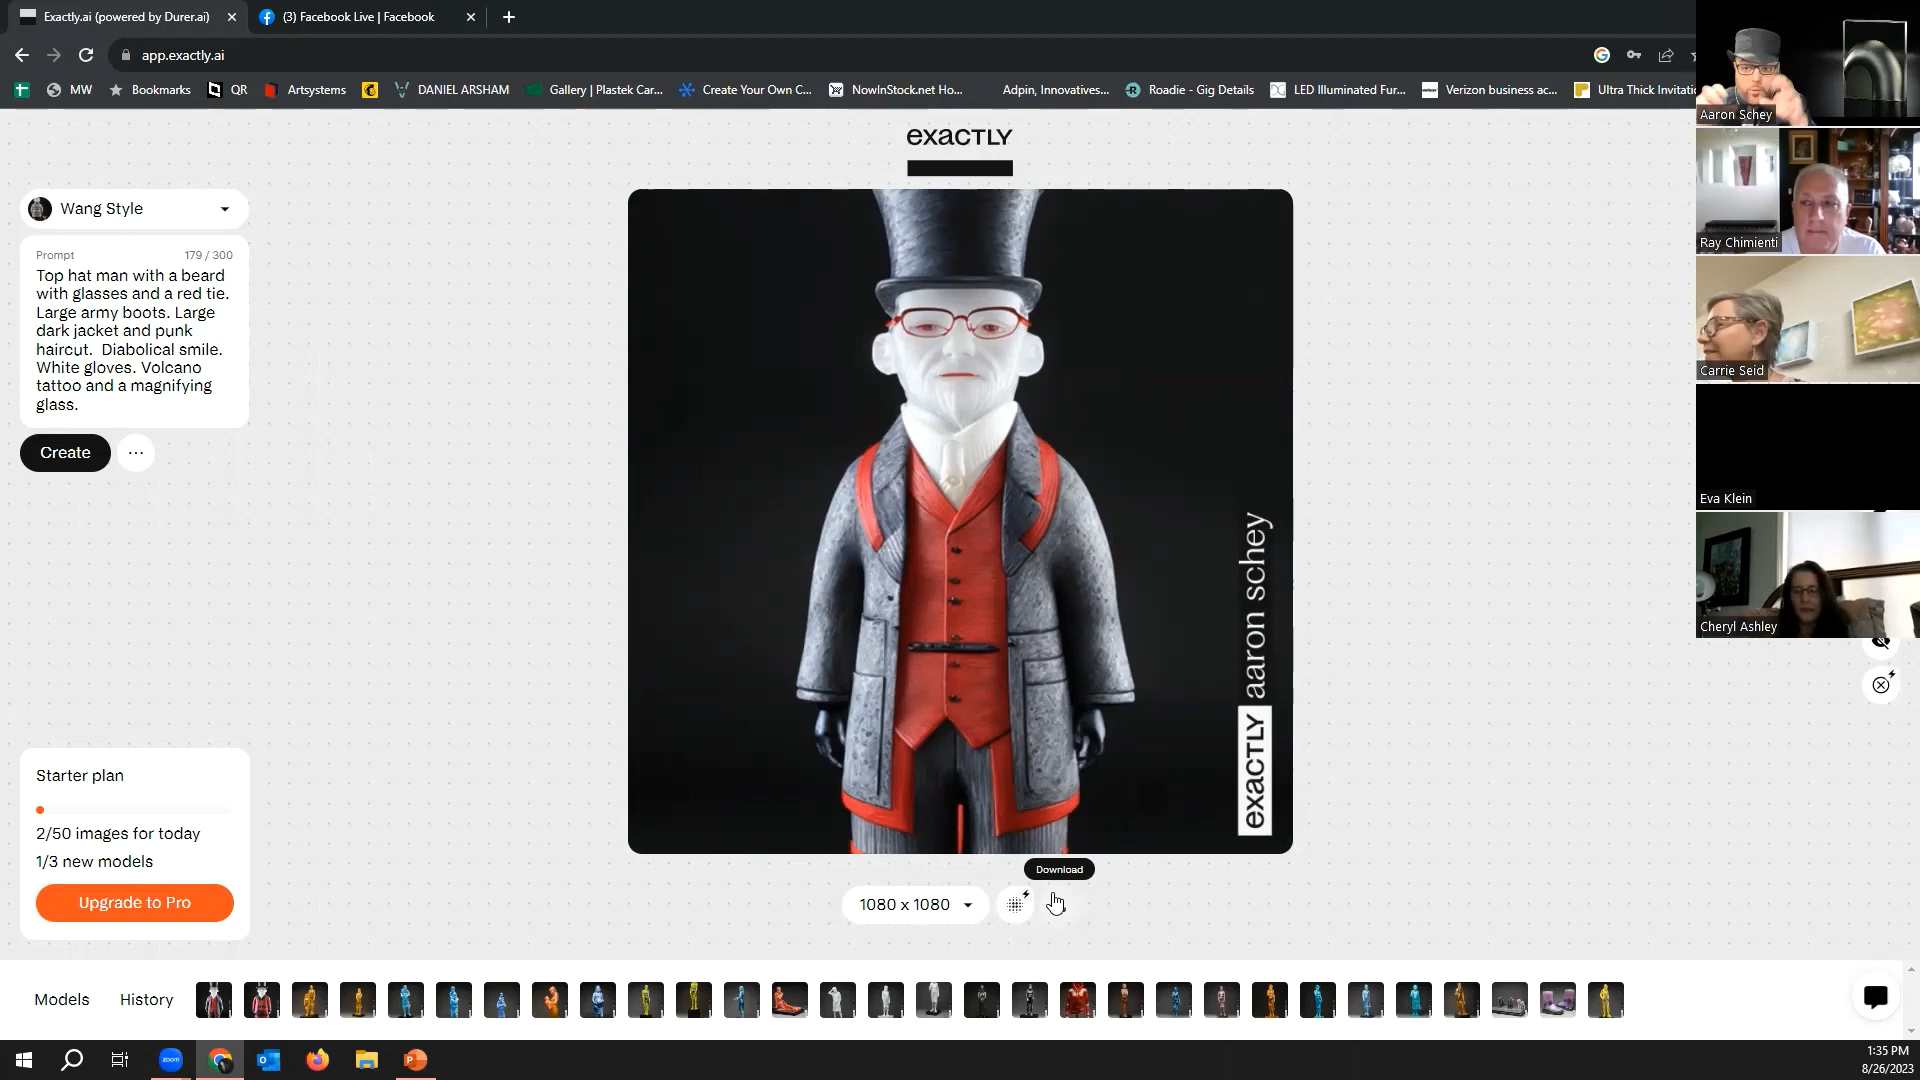 Exactly.ai (powered by Durer.ai)
(3) Facebook Live | Facebook
app.exactly.ai
MW
Bookmarks
QR
Artsystems
DANIEL ARSHAM
Gallery | Plastek Car...
Create Your Own C...
NowInStock.net Ho...
Adpin, Innovatives...
Roadie - Gig Details
LED Illuminated Fur...
Verizon business ac...
Ultra Thick Invitati
Aaron Schey
Ray Chimienti
Carrie Seid
Eva Klein
Cheryl Ashley
exactly
Wang Style
Prompt
179 / 300
Top hat man with a beard
with glasses and a red tie.
Large army boots. Large
dark jacket and punk
haircut.  Diabolical smile.
White gloves. Volcano
tattoo and a magnifying
glass.
Create
exactly aaron schey
Starter plan
2/50 images for today
1/3 new models
Upgrade to Pro
Download
1080 x 1080
Models
History
zoom
1:35 PM
8/26/2023